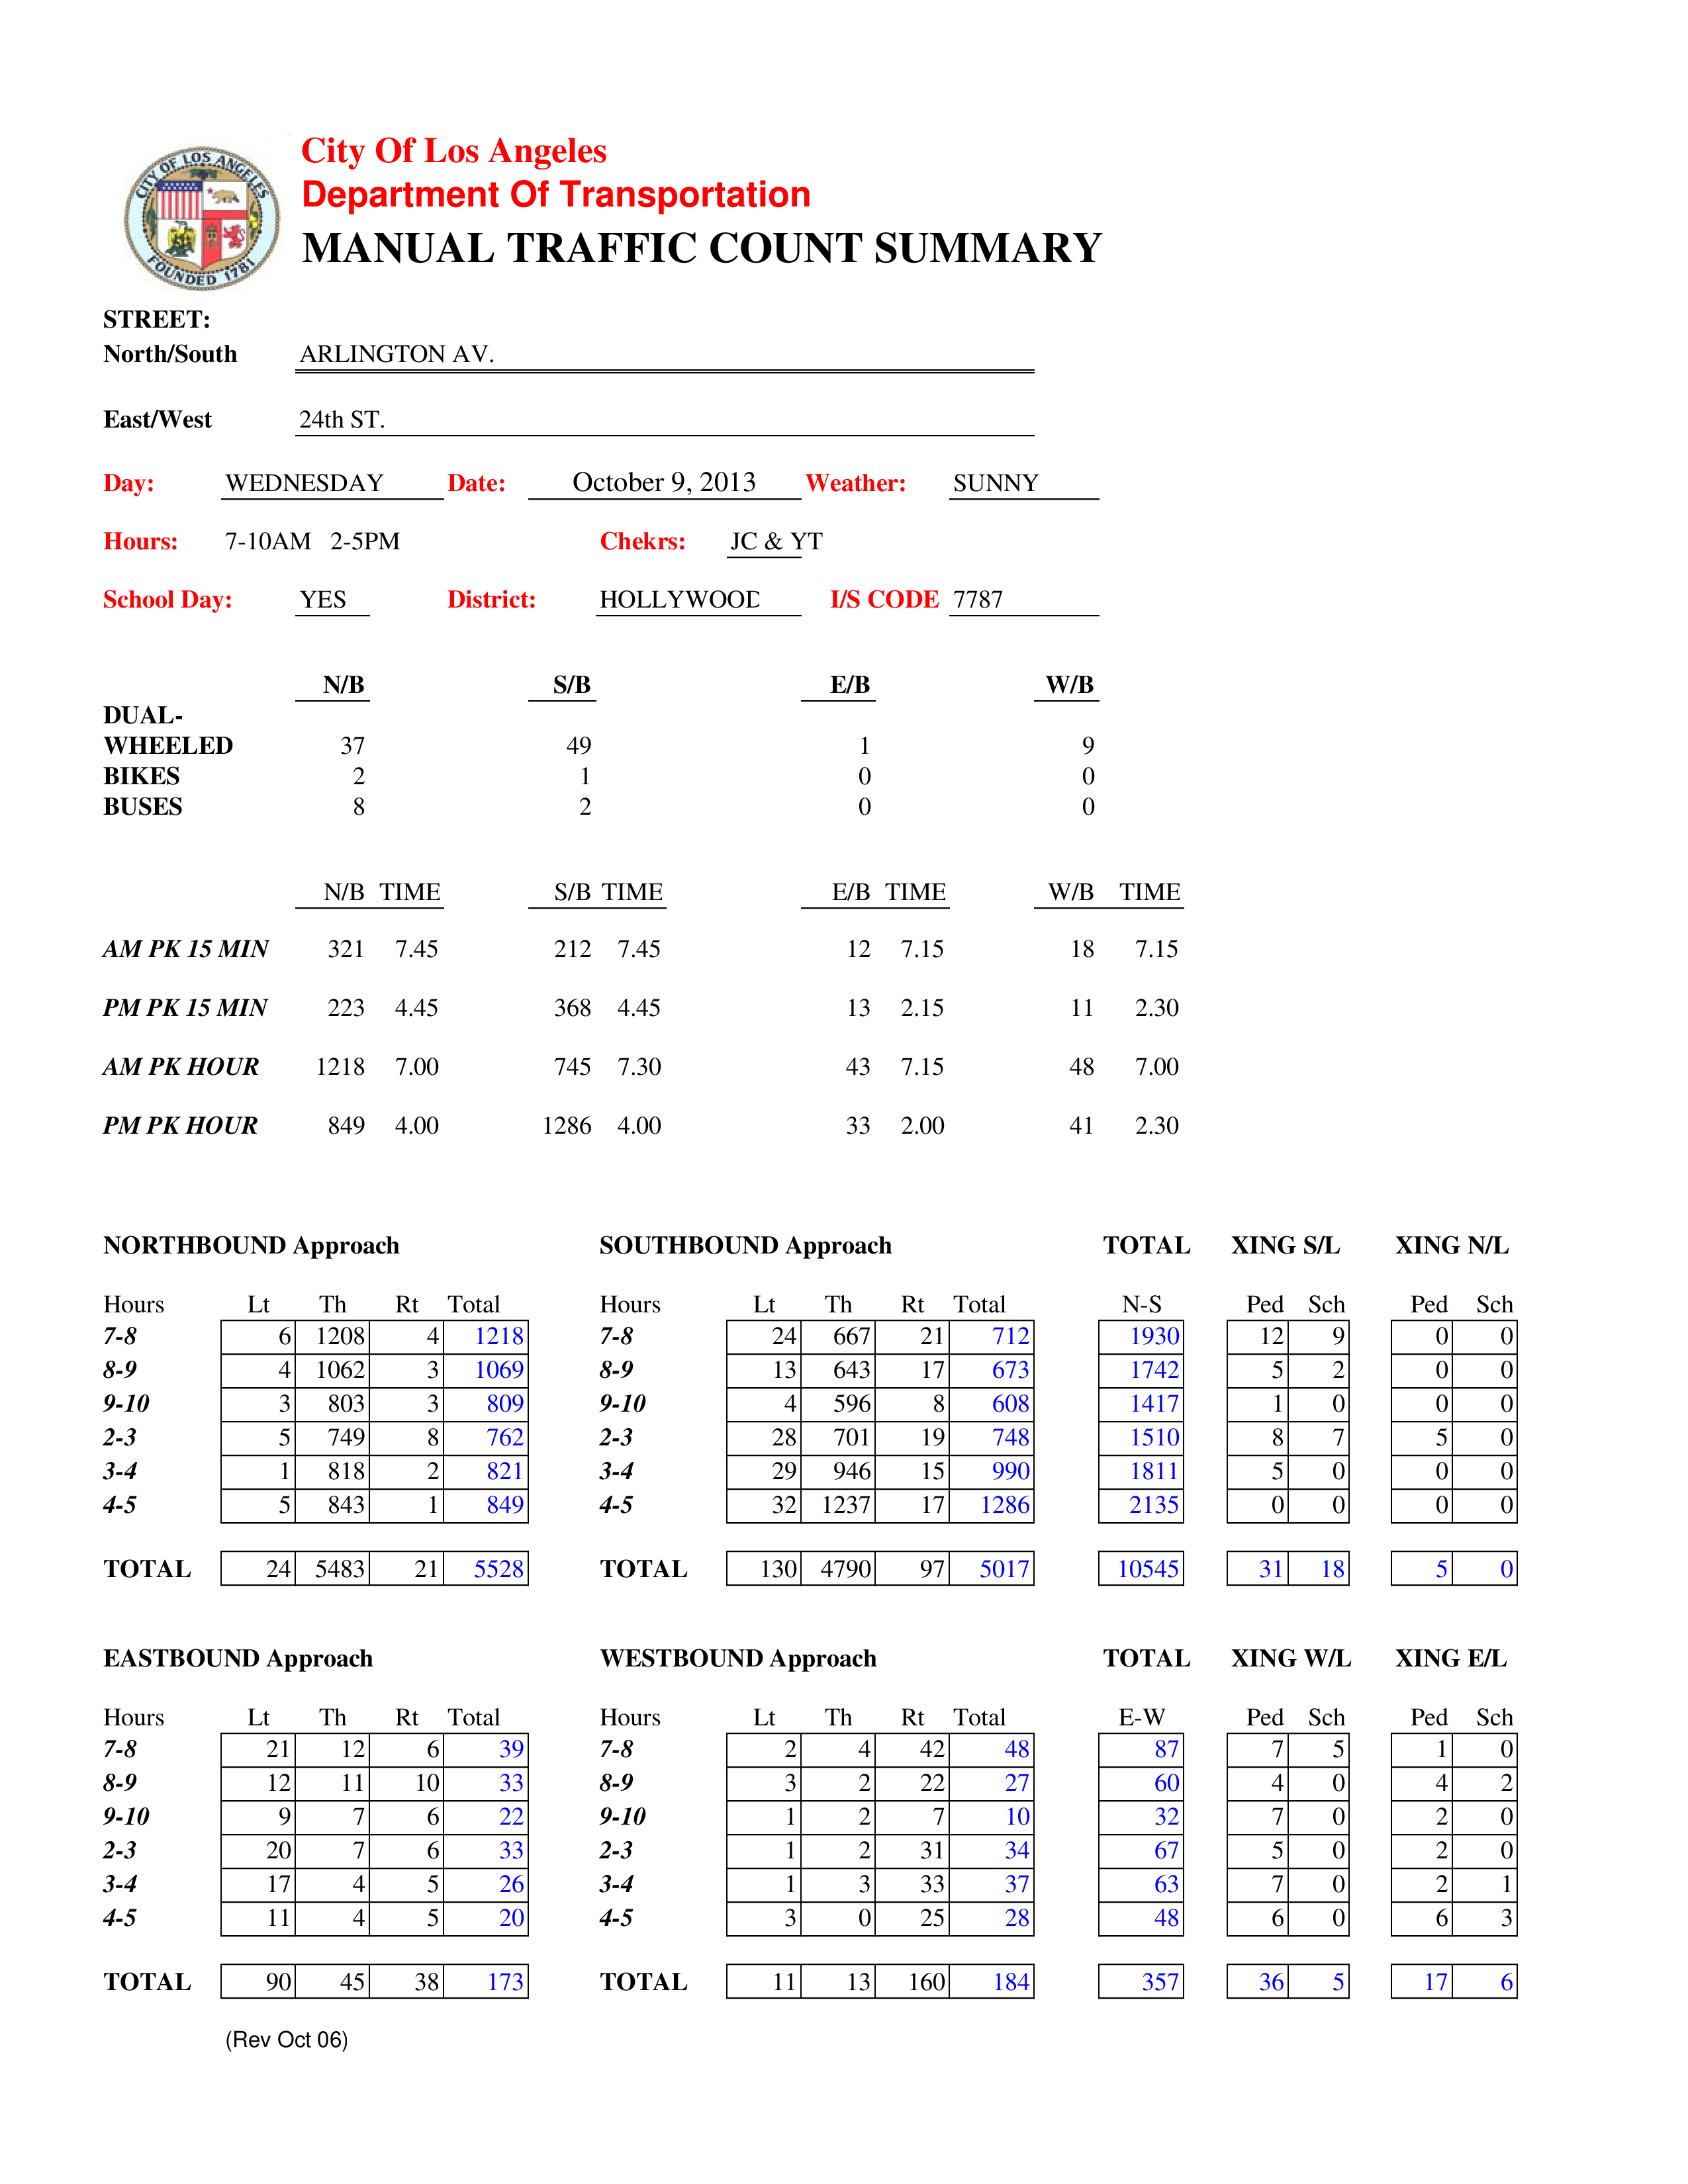 CITY OF LOS ANGELES
FOUNDED 1781
City Of Los Angeles
Department Of Transportation
MANUAL TRAFFIC COUNT SUMMARY
STREET:
North/South ARLINGTON AV.
East/West 24th ST.
Day: WEDNESDAY Date: October 9, 2013 Weather: SUNNY
Hours: 7-10AM 2-5PM Chekrs: JC & YT
School Day: YES District: HOLLYWOOD I/S CODE 7787
N/B S/B E/B W/B
DUAL-
WHEELED 37 49 1 9
BIKES 2 1 0 0
BUSES 8 2 0 0
N/B TIME S/B TIME E/B TIME W/B TIME
AM PK 15 MIN 321 7.45 212 7.45 12 7.15 18 7.15
PM PK 15 MIN 223 4.45 368 4.45 13 2.15 11 2.30
AM PK HOUR 1218 7.00 745 7.30 43 7.15 48 7.00
PM PK HOUR 849 4.00 1286 4.00 33 2.00 41 2.30
NORTHBOUND Approach SOUTHBOUND Approach TOTAL XING S/L XING N/L
Hours Lt Th Rt Total Hours Lt Th Rt Total N-S Ped Sch Ped Sch
7-8 6 1208 4 1218 7-8 24 667 21 712 1930 12 9 0 0
8-9 4 1062 3 1069 8-9 13 643 17 673 1742 5 2 0 0
9-10 3 803 3 809 9-10 4 596 8 608 1417 1 0 0 0
2-3 5 749 8 762 2-3 28 701 19 748 1510 8 7 5 0
3-4 1 818 2 821 3-4 29 946 15 990 1811 5 0 0 0
4-5 5 843 1 849 4-5 32 1237 17 1286 2135 0 0 0 0
TOTAL 24 5483 21 5528 TOTAL 130 4790 97 5017 10545 31 18 5 0
EASTBOUND Approach WESTBOUND Approach TOTAL XING W/L XING E/L
Hours Lt Th Rt Total Hours Lt Th Rt Total E-W Ped Sch Ped Sch
7-8 21 12 6 39 7-8 2 4 42 48 87 7 5 1 0
8-9 12 11 10 33 8-9 3 2 22 27 60 4 0 4 2
9-10 9 7 6 22 9-10 1 2 7 10 32 7 0 2 0
2-3 20 7 6 33 2-3 1 2 31 34 67 5 0 2 0
3-4 17 4 5 26 3-4 1 3 33 37 63 7 0 2 1
4-5 11 4 5 20 4-5 3 0 25 28 48 6 0 6 3
TOTAL 90 45 38 173 TOTAL 11 13 160 184 357 36 5 17 6
(Rev Oct 06)